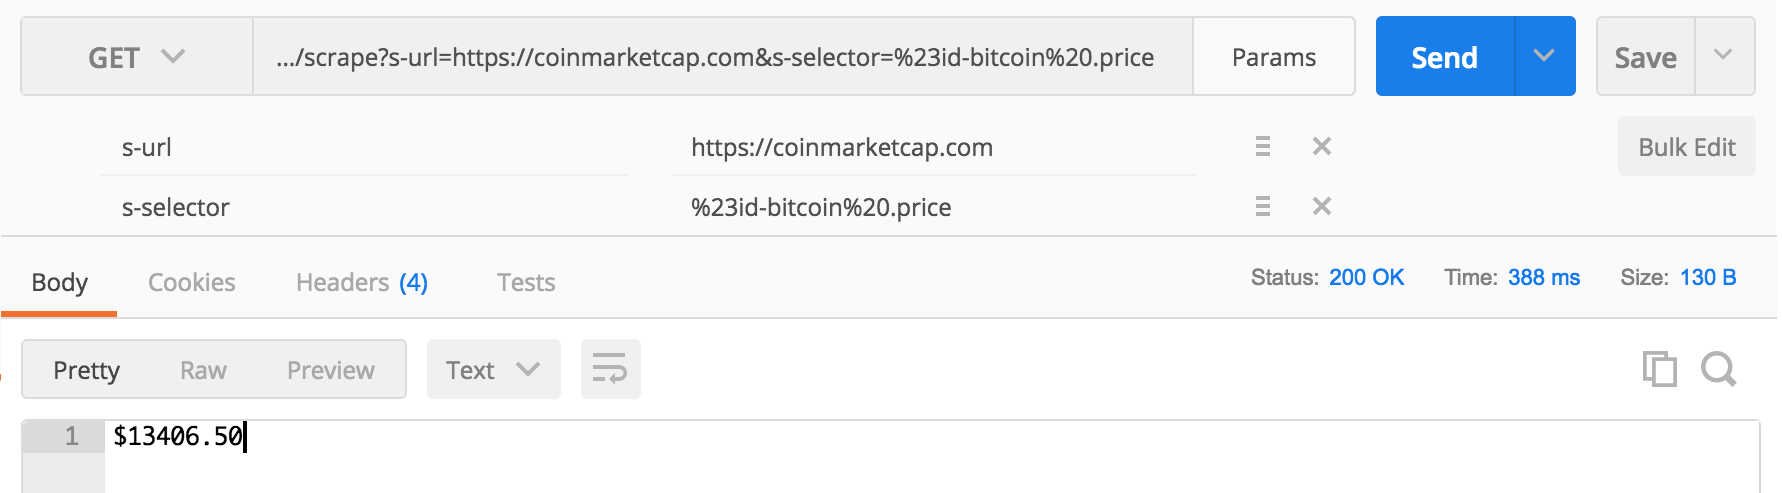 GET .../scrape?s-url=https://coinmarketcap.com&s-selector=%23id-bitcoin%20.price Params Send Save
s-url https://coinmarketcap.com Bulk Edit
s-selector %23id-bitcoin%20.price
Body Cookies Headers (4) Tests Status: 200 OK Time: 388 ms Size: 130 B
Pretty Raw Preview Text
1 $13406.50